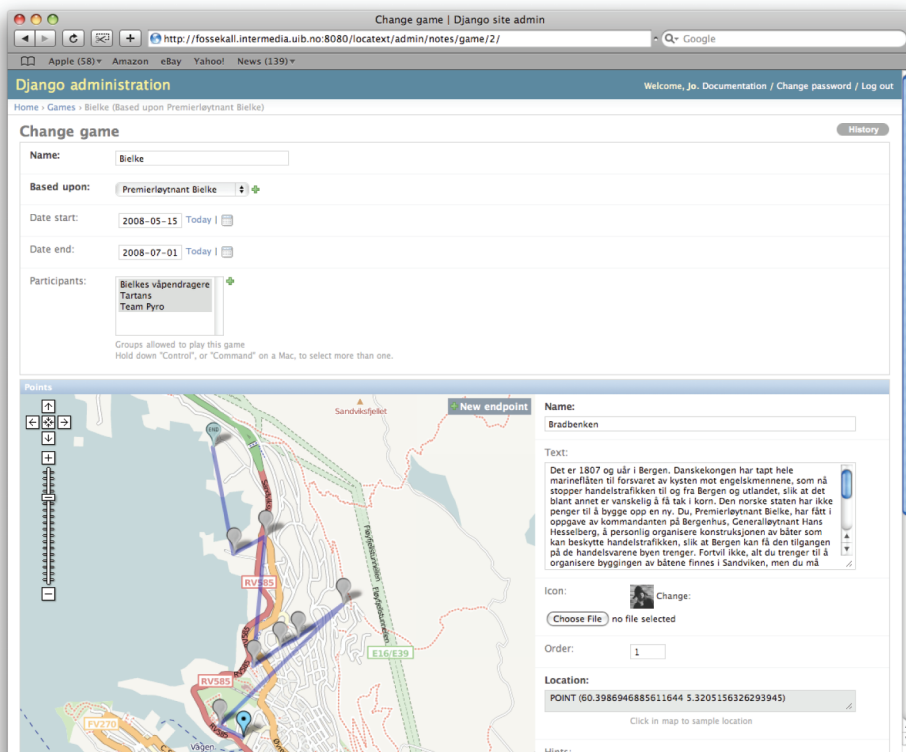 Change game | Django site admin
http://fossekall.intermedia.uib.no:8080/locatext/admin/notes/game/2/
Google
Apple (58)▾ Amazon eBay Yahoo! News (139)▾
Django administration
Welcome, Jo. Documentation / Change password / Log out
Home › Games › Bielke (Based upon Premierløytnant Bielke)
Change game
History
Name:
Bielke
Based upon:
Premierløytnant Bielke
Date start:
2008-05-15 Today |
Date end:
2008-07-01 Today |
Participants:
Bielkes våpendragere
Tartans
Team Pyro
Groups allowed to play this game
Hold down "Control", or "Command" on a Mac, to select more than one.
Points
Sandviksfjellet
New endpoint
END
Sandviks
Fløyfjellstunnelen
Fløyfjellstunnelen
RV585
E16/E39
RV585
RV585
RV585
RV585
FV270
Vågen
Name:
Bradbenken
Text:
Det er 1807 og uår i Bergen. Danskekongen har tapt hele
marineflåten til forsvaret av kysten mot engelskmennene, som nå
stopper handelstrafikken til og fra Bergen og utlandet, slik at det
blant annet er vanskelig å få tak i korn. Den norske staten har ikke
penger til å bygge opp en ny. Du, Premierløytnant Bielke, har fått i
oppgave av kommandanten på Bergenhus, Generalløytnant Hans
Hesselberg, å personlig organisere konstruksjonen av båter som
kan beskytte handelstrafikken, slik at Bergen kan få den tilgangen
på de handelsvarene byen trenger. Fortvil ikke, alt du trenger til å
organisere byggingen av båtene finnes i Sandviken, men du må
Icon:
Change:
Choose File no file selected
Order:
1
Location:
POINT (60.3986946885611644 5.3205156326293945)
Click in map to sample location
Hints: